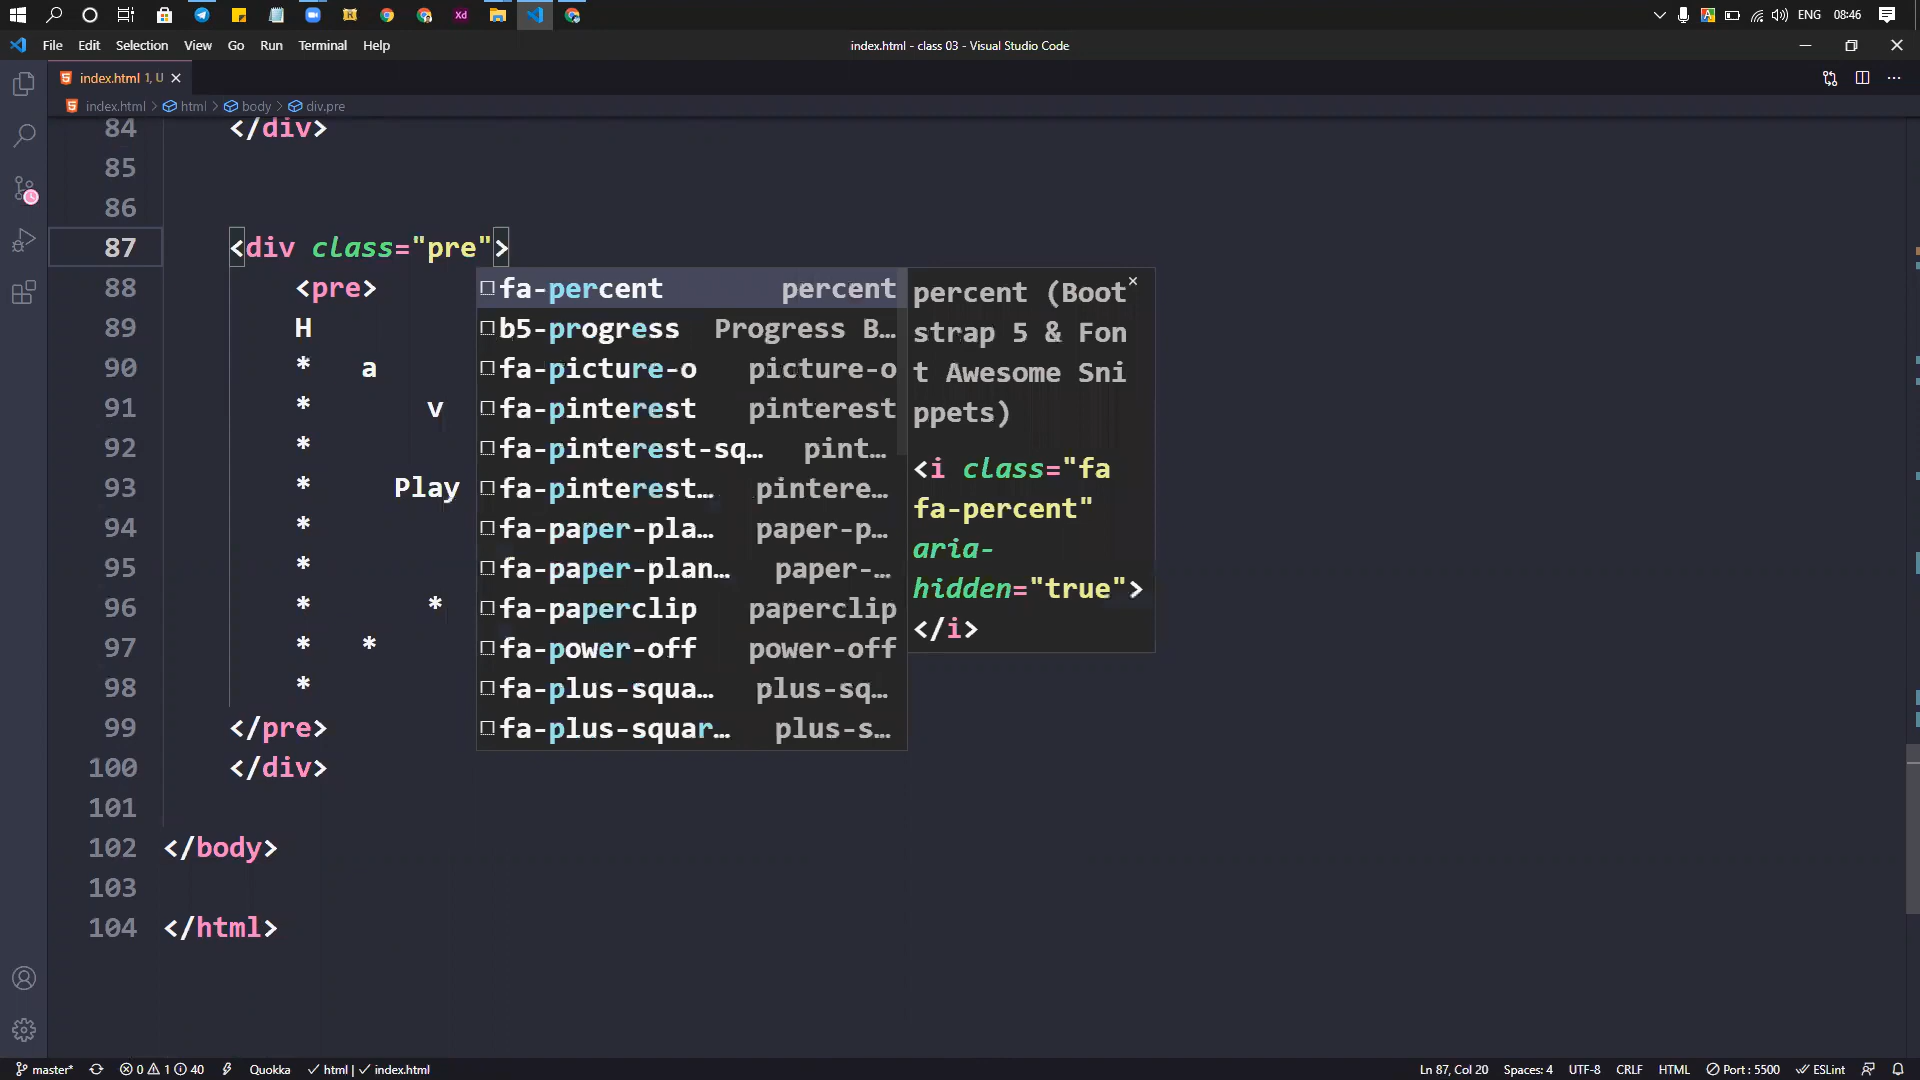 Xd
ENG
08:46
File Edit Selection View Go Run Terminal Help
index.html - class 03 - Visual Studio Code
index.html 1, U
index.html > html > body > div.pre
84 </div>
85
86
87 <div class="pre">
88 <pre>
89 H
90 * a
91 * v
92 *
93 * Play
94 *
95 *
96 * *
97 * *
98 *
99 </pre>
100 </div>
101
102 </body>
103
104 </html>
fa-percent percent
b5-progress Progress B…
fa-picture-o picture-o
fa-pinterest pinterest
fa-pinterest-sq… pint…
fa-pinterest… pintere…
fa-paper-pla… paper-p…
fa-paper-plan… paper-…
fa-paperclip paperclip
fa-power-off power-off
fa-plus-squa… plus-sq…
fa-plus-squar… plus-s…
percent (Boot
strap 5 & Fon
t Awesome Sni
ppets)
<i class="fa
fa-percent"
aria-
hidden="true">
</i>
master* 0 1 40 Quokka html | index.html
Ln 87, Col 20 Spaces: 4 UTF-8 CRLF HTML Port : 5500 ESLint